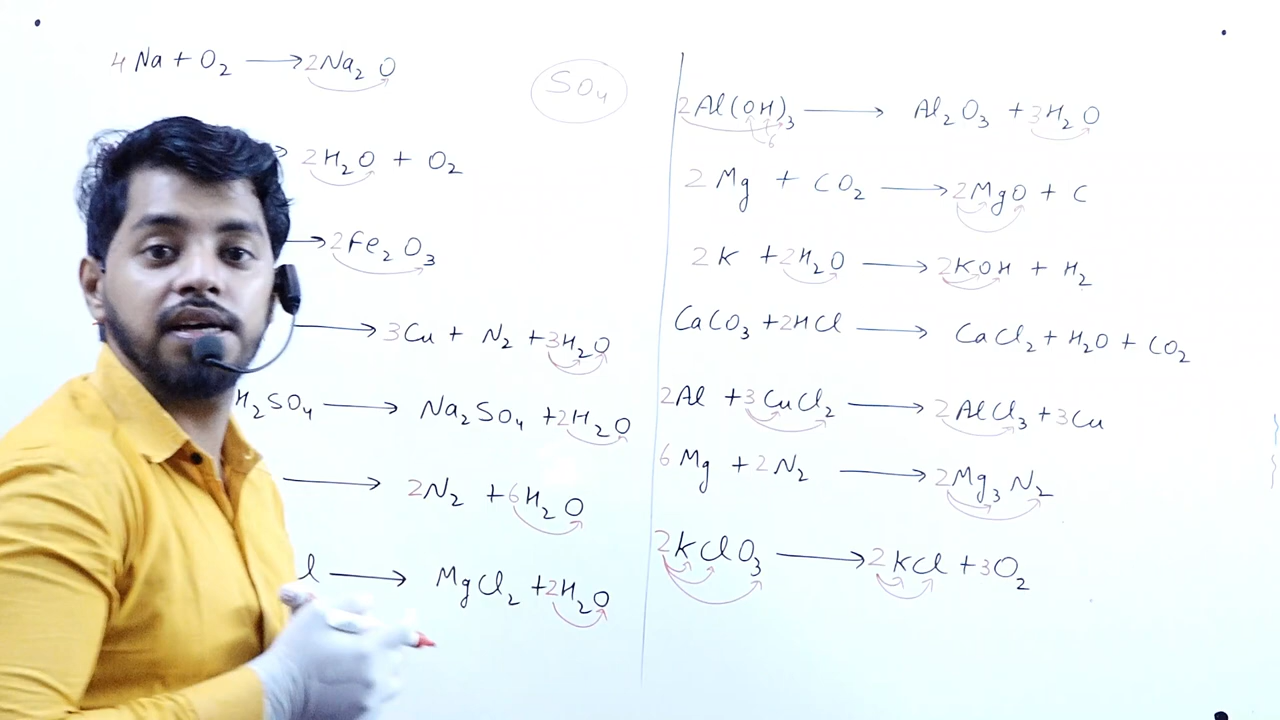 4Na + O₂ ⟶ 2Na₂O
SO₄
→ 2H₂O + O₂
→ 2Fe₂O₃
⟶ 3Cu + N₂ + 3H₂O
H₂SO₄ ⟶ Na₂SO₄ + 2H₂O
⟶ 2N₂ + 6H₂O
l ⟶ MgCl₂ + 2H₂O
2Al(OH)₃ ⟶ Al₂O₃ + 3H₂O
6
2Mg + CO₂ ⟶ 2MgO + C
2K + 2H₂O ⟶ 2KOH + H₂
CaCO₃ + 2HCl ⟶ CaCl₂ + H₂O + CO₂
2Al + 3CuCl₂ ⟶ 2AlCl₃ + 3Cu
6Mg + 2N₂ ⟶ 2Mg₃N₂
2KClO₃ ⟶ 2KCl + 3O₂